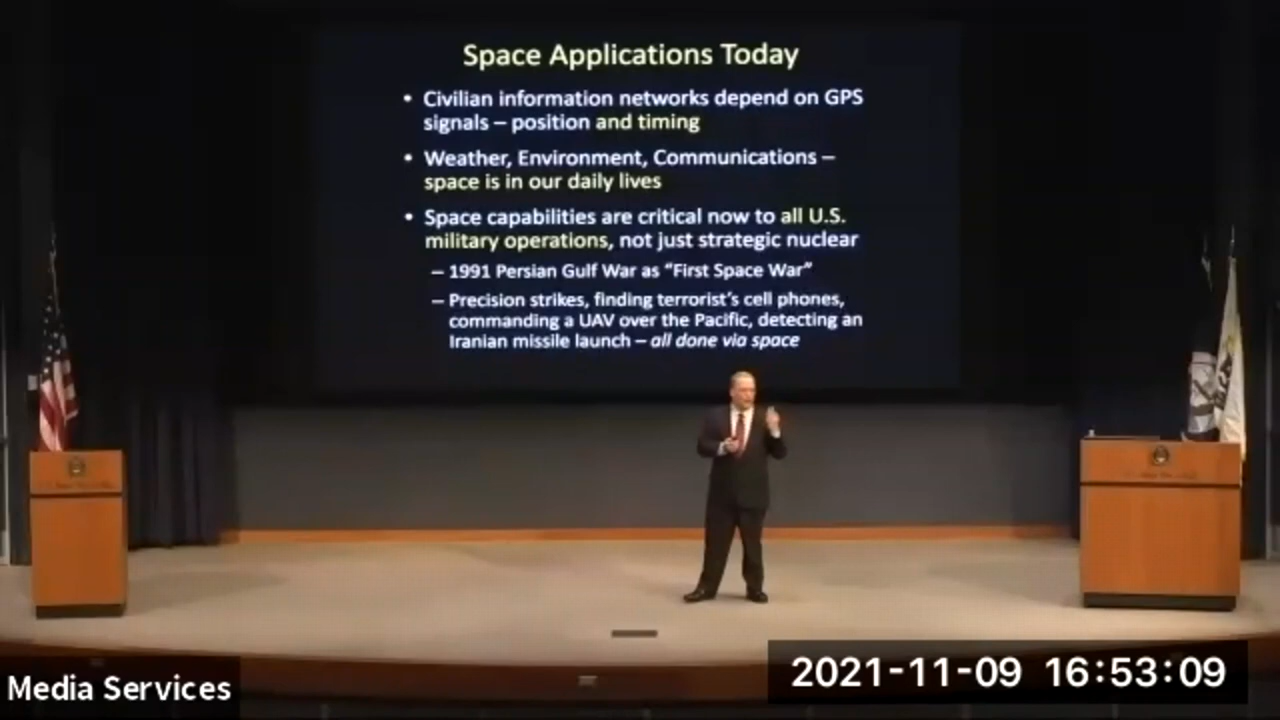 Space Applications Today
• Civilian information networks depend on GPS
signals – position and timing
• Weather, Environment, Communications –
space is in our daily lives
• Space capabilities are critical now to all U.S.
military operations, not just strategic nuclear
– 1991 Persian Gulf War as “First Space War”
– Precision strikes, finding terrorist’s cell phones,
commanding a UAV over the Pacific, detecting an
Iranian missile launch – all done via space
Media Services
2021-11-09 16:53:09